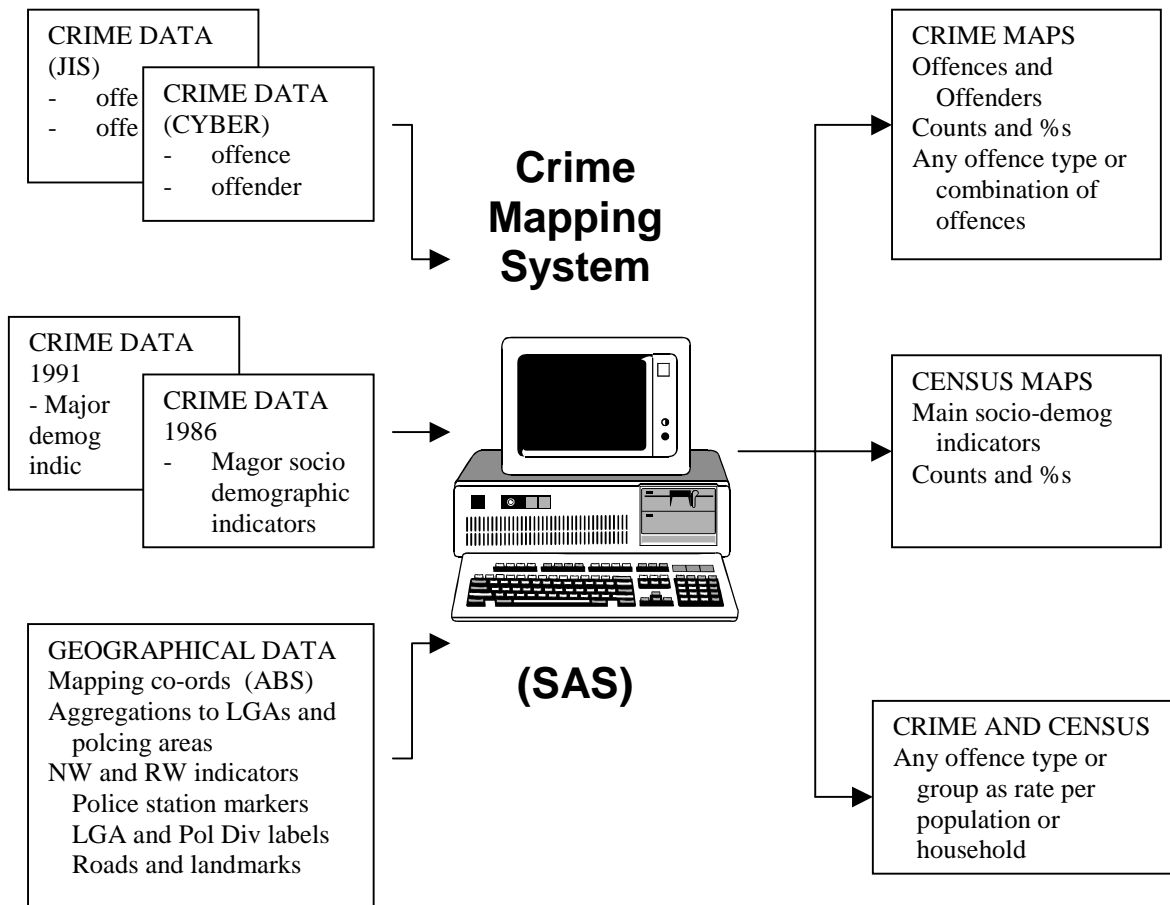 CRIME DATA
(JIS)
- offe
- offe
CRIME DATA
(CYBER)
- offence
- offender
CRIME DATA
1991
- Major
demog
indic
CRIME DATA
1986
- Magor socio
demographic
indicators
GEOGRAPHICAL DATA
Mapping co-ords (ABS)
Aggregations to LGAs and
polcing areas
NW and RW indicators
Police station markers
LGA and Pol Div labels
Roads and landmarks
Crime
Mapping
System
(SAS)
CRIME MAPS
Offences and
Offenders
Counts and %s
Any offence type or
combination of
offences
CENSUS MAPS
Main socio-demog
indicators
Counts and %s
CRIME AND CENSUS
Any offence type or
group as rate per
population or
household